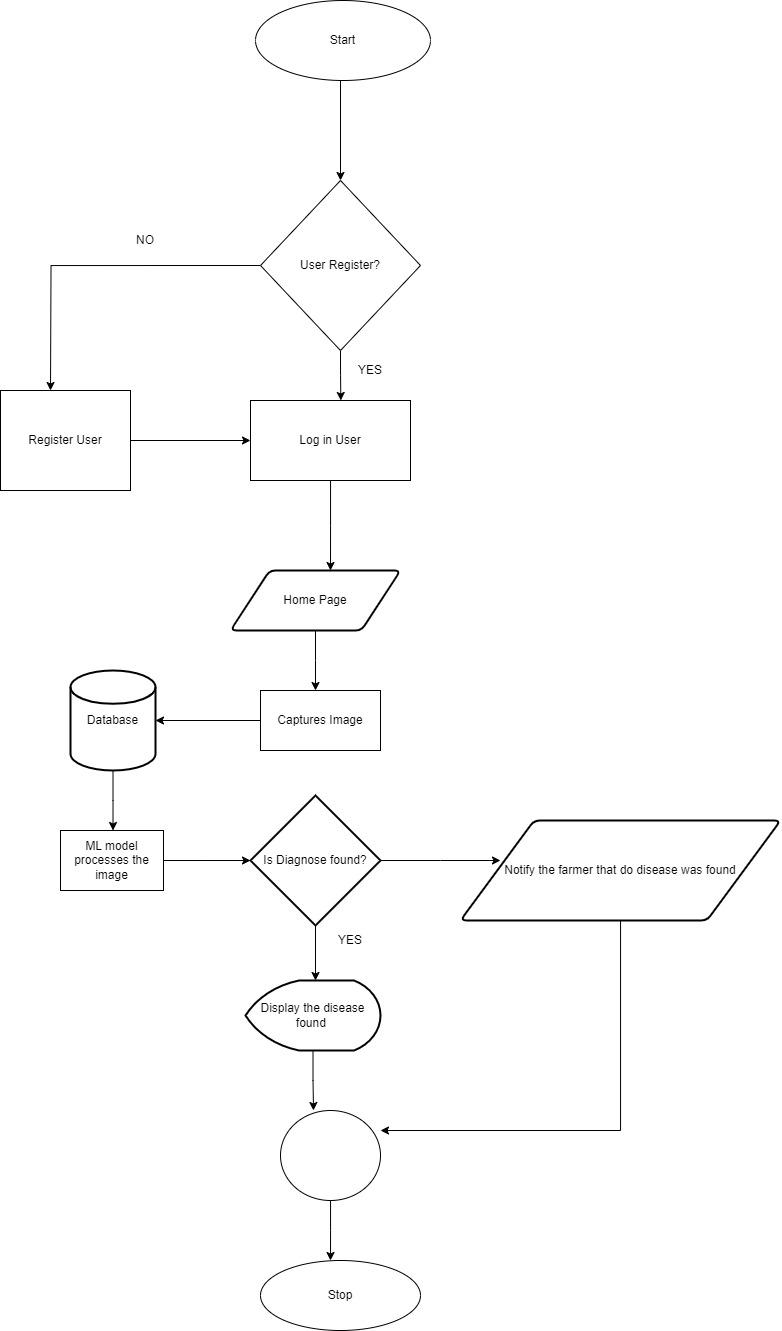 Start
NO
User Register?
YES
Register User
Log in User
Home Page
Database
Captures Image
ML model
processes the
image
Is Diagnose found?
Notify the farmer that do disease was found
YES
Display the disease
found
Stop